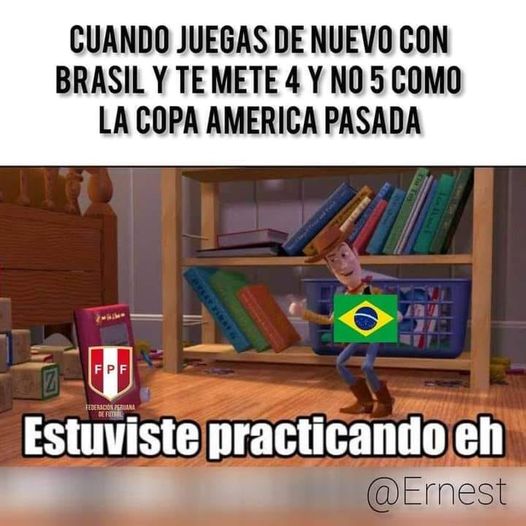 CUANDO JUEGAS DE NUEVO CON
BRASIL Y TE METE 4 Y NO 5 COMO
LA COPA AMERICA PASADA
FPF
FEDERACION PERUANA
DE FUTBOL
Estuviste practicando eh
@Ernest